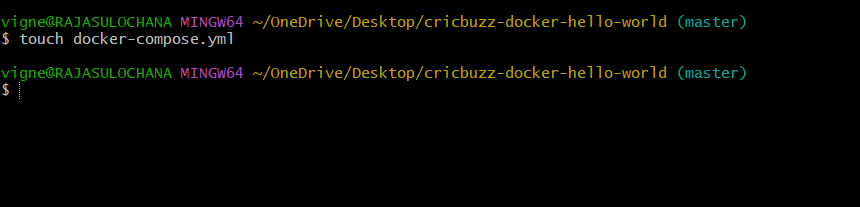 vigne@RAJASULOCHANA MINGW64 ~/OneDrive/Desktop/cricbuzz-docker-hello-world (master)
$ touch docker-compose.yml
vigne@RAJASULOCHANA MINGW64 ~/OneDrive/Desktop/cricbuzz-docker-hello-world (master)
$